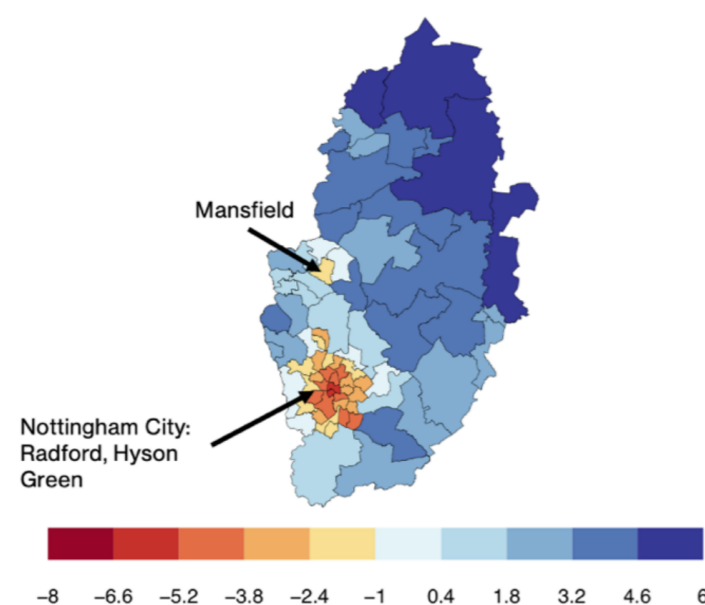 Mansfield
Nottingham City:
Radford, Hyson
Green
−8 −6.6 −5.2 −3.8 −2.4 −1 0.4 1.8 3.2 4.6 6